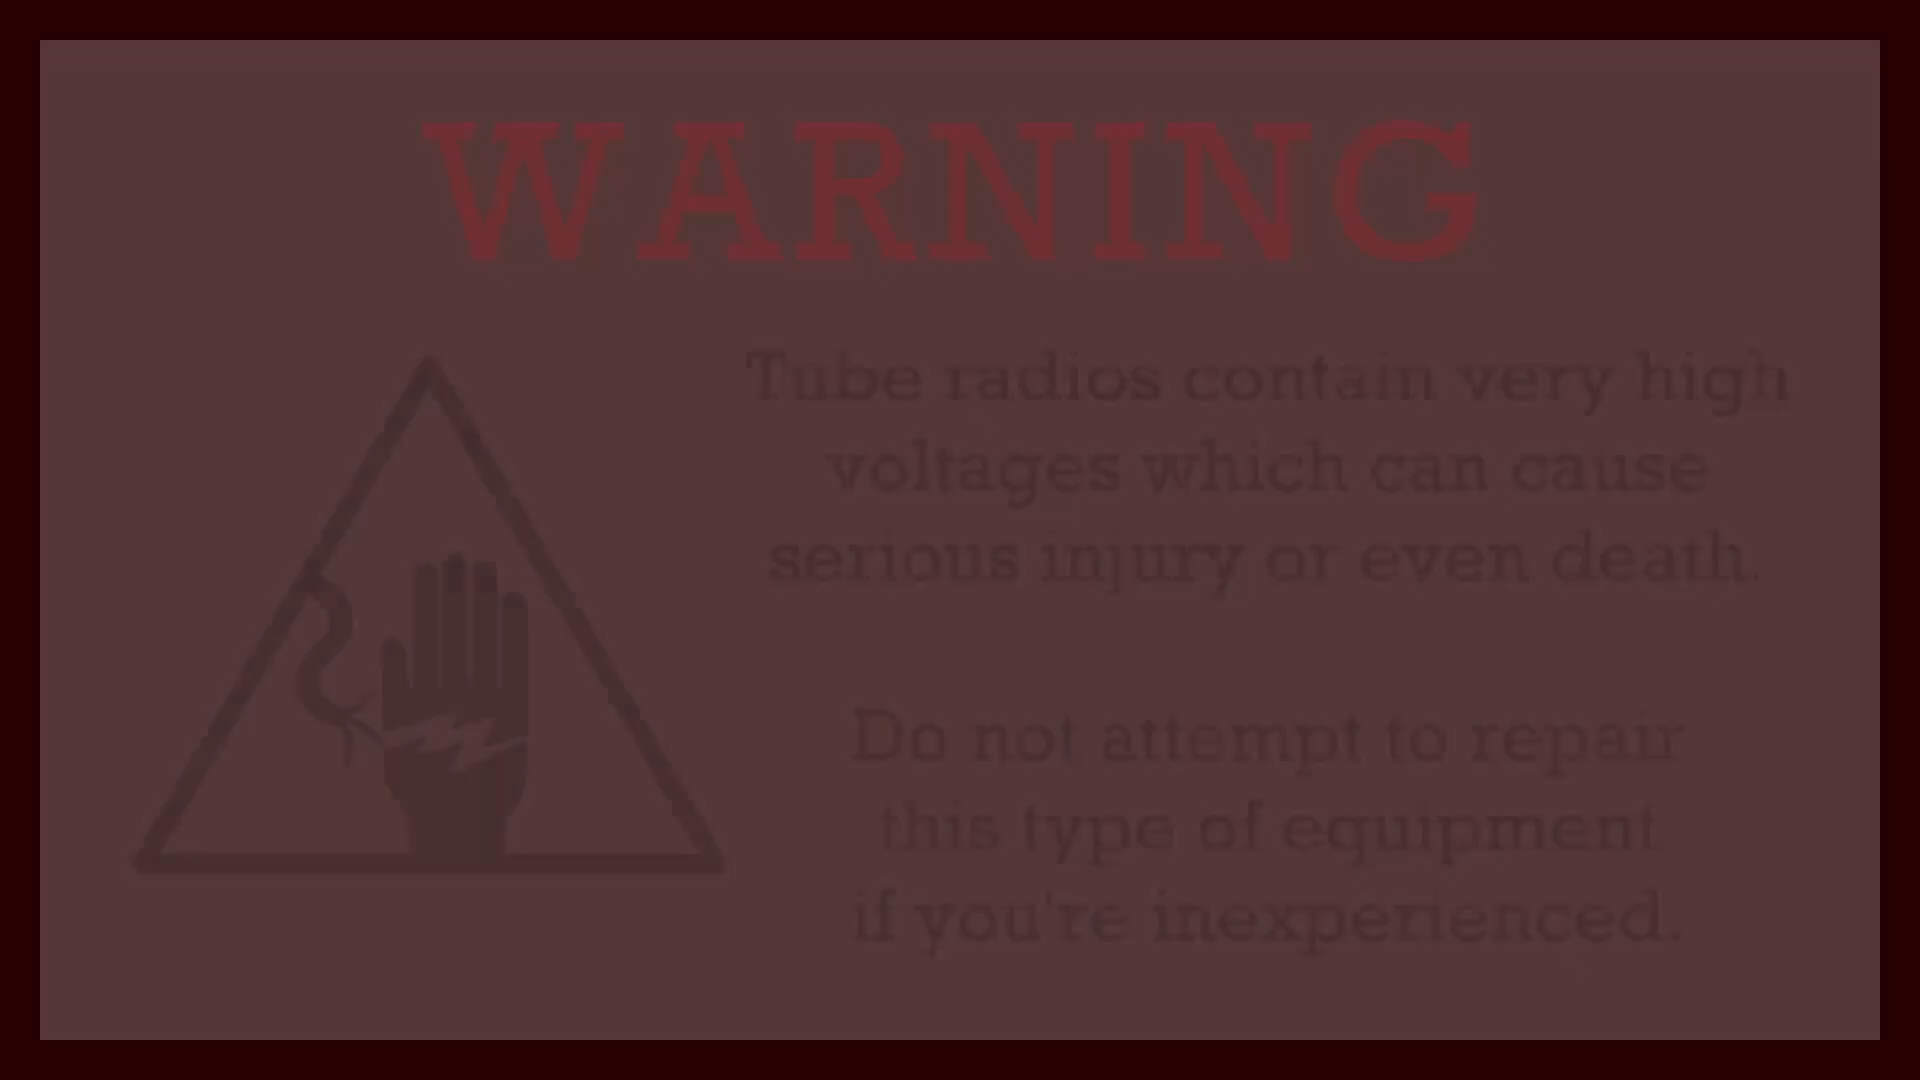 WARNING
Tube radios contain very high
voltages which can cause
serious injury or even death.
Do not attempt to repair
this type of equipment
if you're inexperienced.